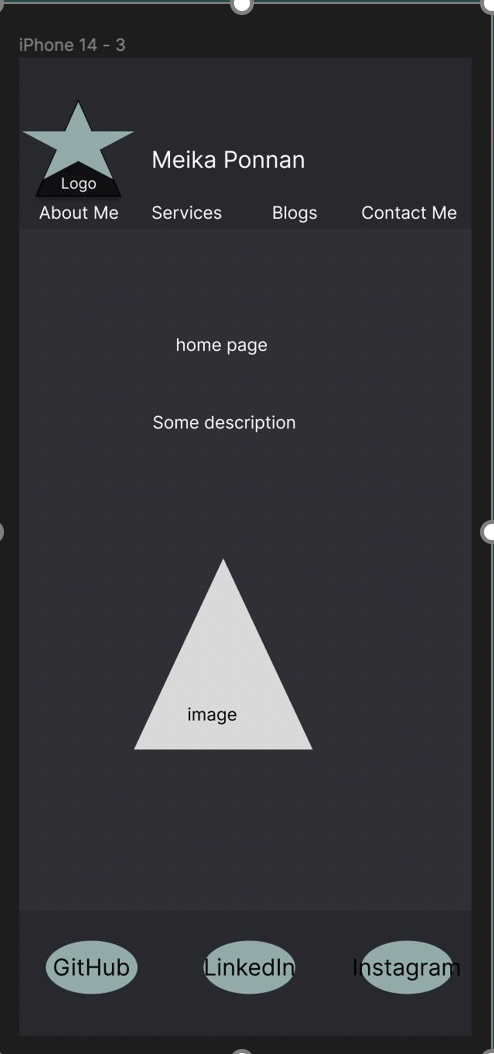 iPhone 14 - 3
Meika Ponnan
Logo
About Me Services Blogs Contact Me
home page
Some description
image
GitHub LinkedIn Instagram